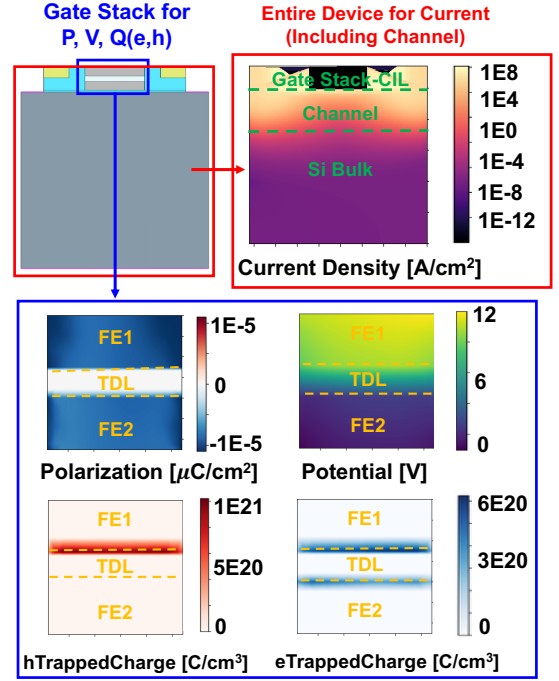 Gate Stack for
P, V, Q(e,h)
Entire Device for Current
(Including Channel)
Gate Stack-CIL
Channel
Si Bulk
1E8
1E4
1E0
1E-4
1E-8
1E-12
Current Density [A/cm²]
FE1
TDL
FE2
1E-5
0
-1E-5
Polarization [μC/cm²]
FE1
TDL
FE2
12
6
0
Potential [V]
FE1
TDL
FE2
1E21
5E20
0
hTrappedCharge [C/cm³]
FE1
TDL
FE2
6E20
3E20
0
eTrappedCharge [C/cm³]